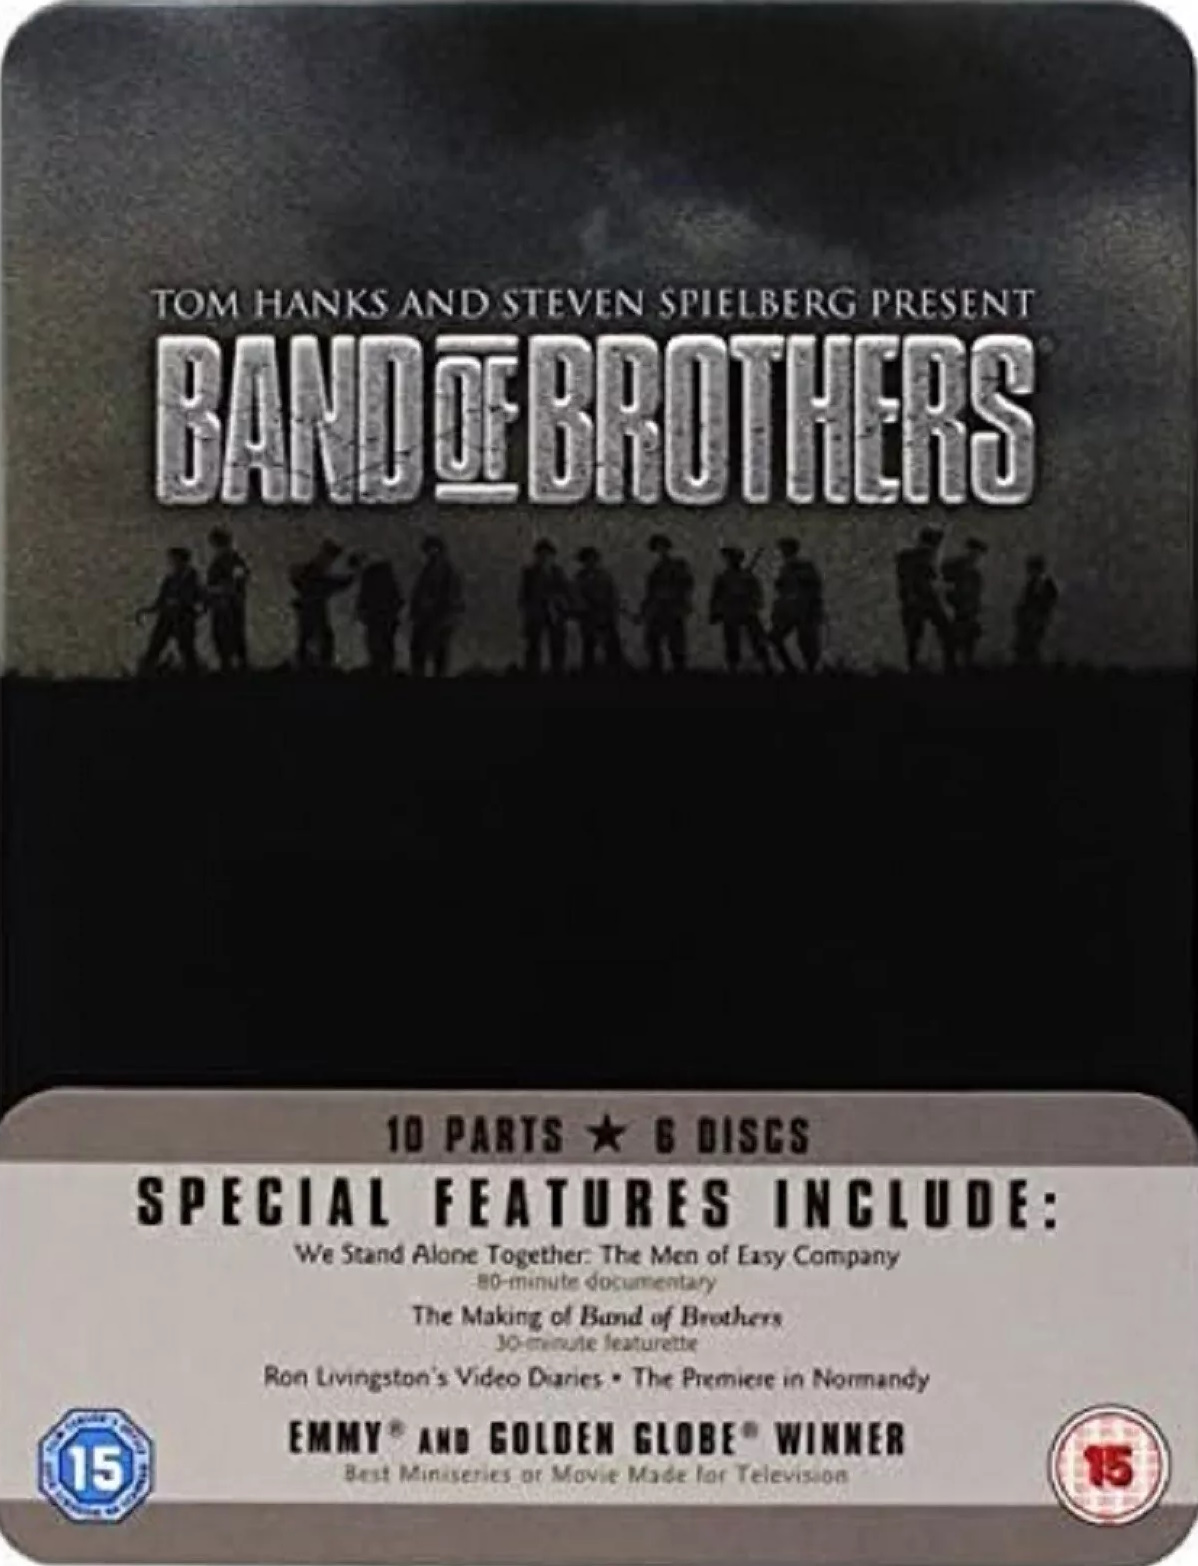 TOM HANKS AND STEVEN SPIELBERG PRESENT
BAND OF BROTHERS
10 PARTS ★ 6 DISCS
SPECIAL FEATURES INCLUDE:
We Stand Alone Together: The Men of Easy Company
80-minute documentary
The Making of Band of Brothers
30-minute featurette
Ron Livingston's Video Diaries • The Premiere in Normandy
EMMY® AND GOLDEN GLOBE® WINNER
Best Miniseries or Movie Made for Television
15
15